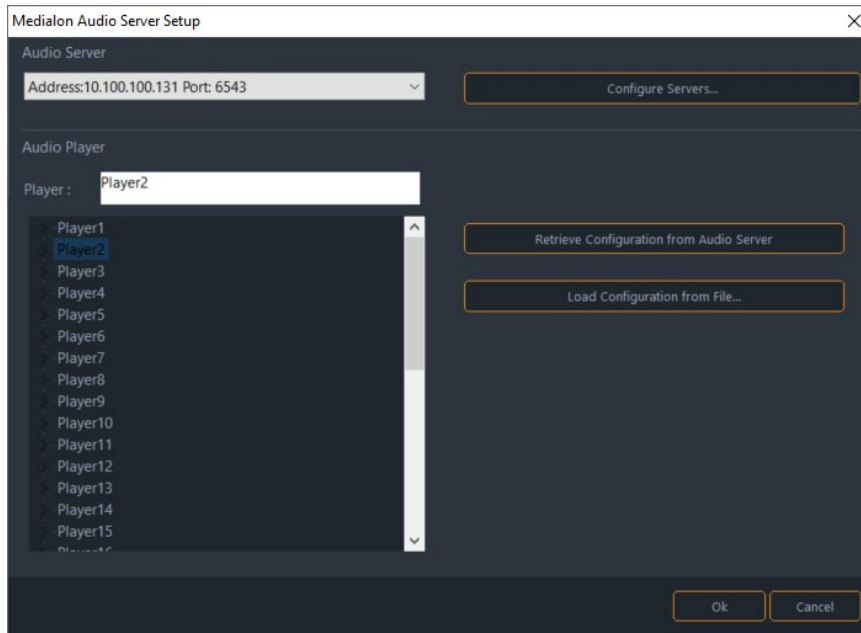 Medialon Audio Server Setup
Audio Server
Address:10.100.100.131 Port: 6543
Configure Servers...
Audio Player
Player :
Player2
Player1
Player2
Player3
Player4
Player5
Player6
Player7
Player8
Player9
Player10
Player11
Player12
Player13
Player14
Player15
Retrieve Configuration from Audio Server
Load Configuration from File...
Ok
Cancel